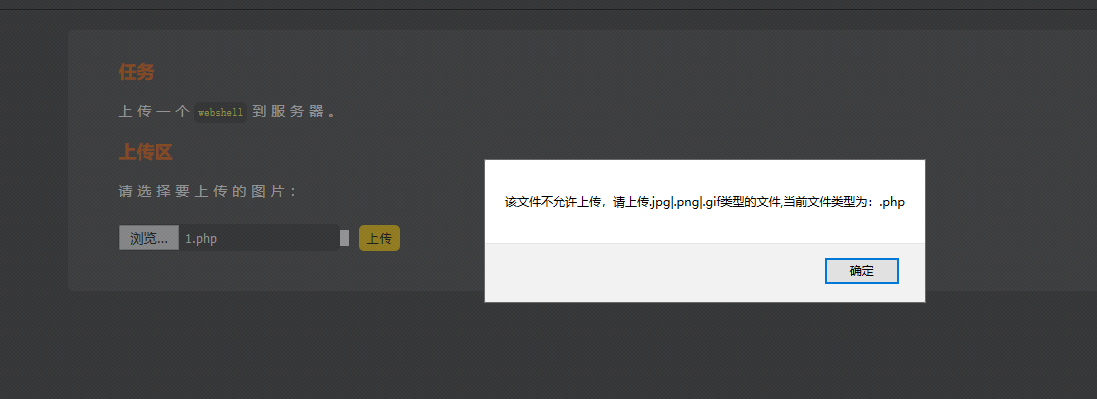 任务
上传一个 webshell 到服务器。
上传区
请选择要上传的图片：
浏览... 1.php 上传
该文件不允许上传，请上传.jpg|.png|.gif类型的文件,当前文件类型为：.php
确定